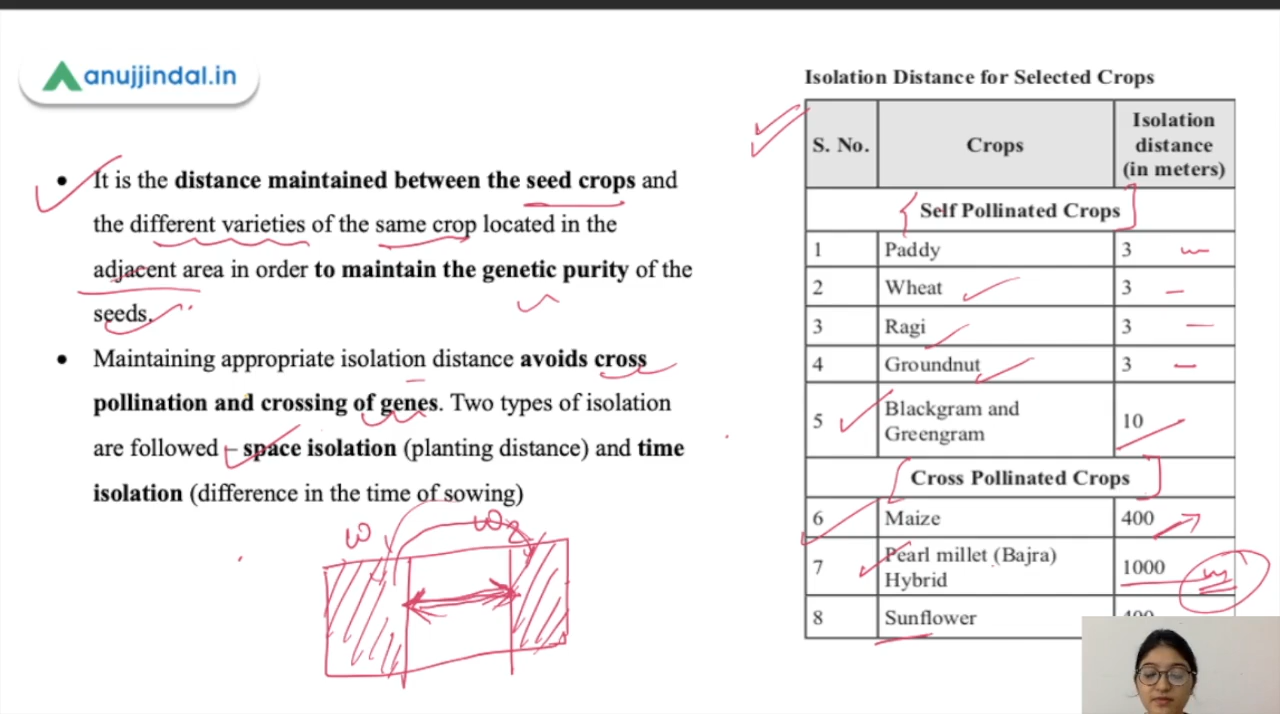 anujjindal.in
• It is the distance maintained between the seed crops and
the different varieties of the same crop located in the
adjacent area in order to maintain the genetic purity of the
seeds.
• Maintaining appropriate isolation distance avoids cross
pollination and crossing of genes. Two types of isolation
are followed – space isolation (planting distance) and time
isolation (difference in the time of sowing)
Isolation Distance for Selected Crops
S. No. Crops Isolation
distance
(in meters)
Self Pollinated Crops
1 Paddy 3
2 Wheat 3
3 Ragi 3
4 Groundnut 3
5 Blackgram and
Greengram 10
Cross Pollinated Crops
6 Maize 400
7 Pearl millet (Bajra)
Hybrid 1000
8 Sunflower